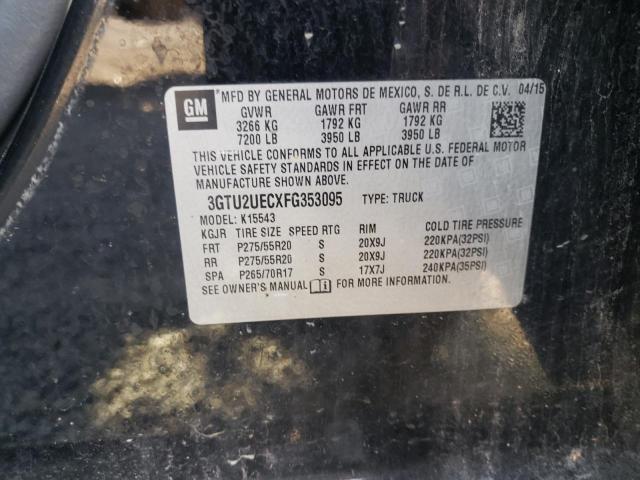 GM
*MFD BY GENERAL MOTORS DE MEXICO, S. DE R.L. DE C.V. 04/15
GVWR GAWR FRT GAWR RR
3266 KG 1792 KG 1792 KG
7200 LB 3950 LB 3950 LB
THIS VEHICLE CONFORMS TO ALL APPLICABLE U.S. FEDERAL MOTOR
VEHICLE SAFETY STANDARDS IN EFFECT ON THE DATE OF
MANUFACTURE SHOWN ABOVE.
3GTU2UECXFG353095 TYPE: TRUCK
MODEL: K15543
KGJR TIRE SIZE SPEED RTG RIM COLD TIRE PRESSURE
FRT P275/55R20 S 20X9J 220KPA(32PSI)
RR P275/55R20 S 20X9J 220KPA(32PSI)
SPA P265/70R17 S 17X7J 240KPA(35PSI)
SEE OWNER'S MANUAL FOR MORE INFORMATION.